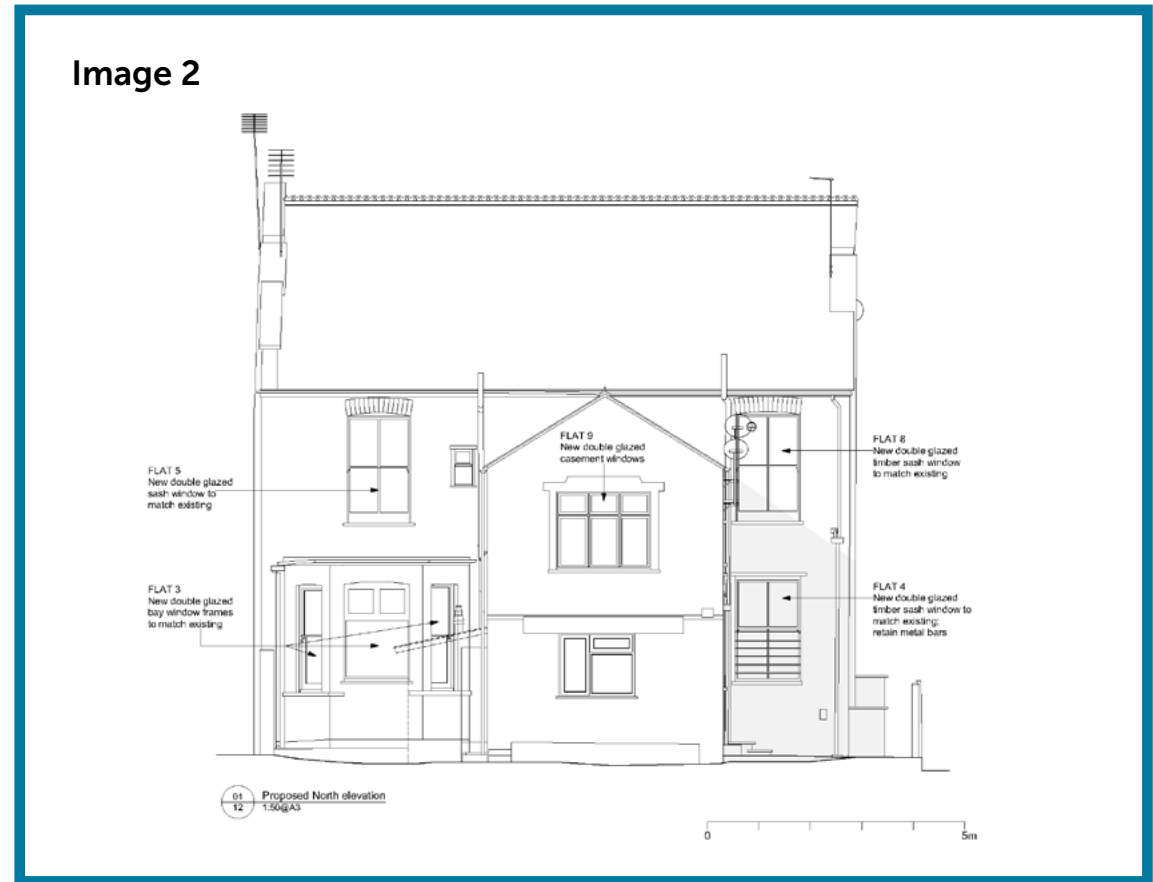 Image 2
FLAT 9
New double glazed
casement windows
FLAT 8
New double glazed
timber sash window
to match existing
FLAT 5
New double glazed
sash window to
match existing
FLAT 3
New double glazed
bay window frames
to match existing
FLAT 4
New double glazed
timber sash window to
match existing;
retain metal bars
01
12
Proposed North elevation
1:50@A3
0
5m